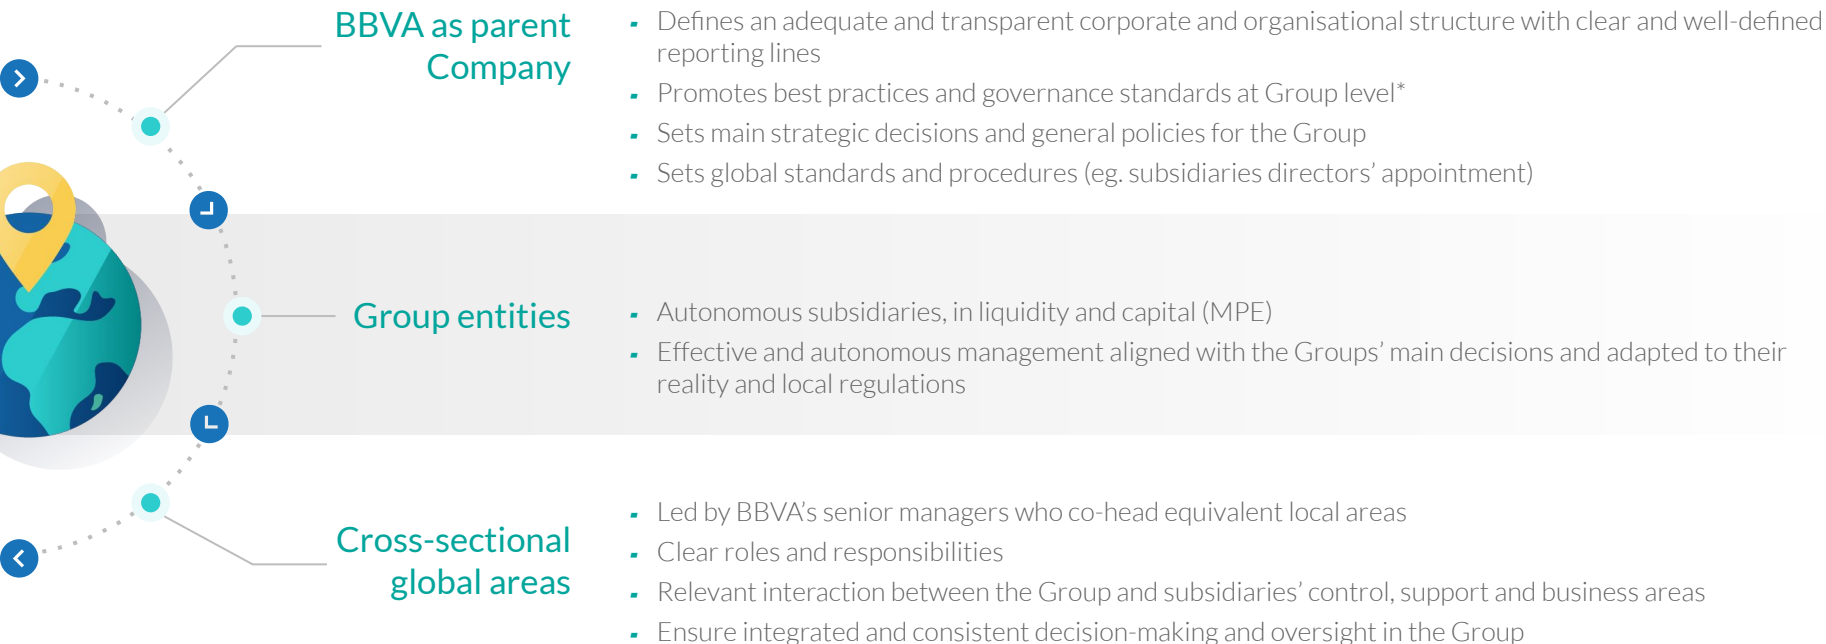 BBVA as parent
Company
▪ Defines an adequate and transparent corporate and organisational structure with clear and well-defined
reporting lines
▪ Promotes best practices and governance standards at Group level*
▪ Sets main strategic decisions and general policies for the Group
▪ Sets global standards and procedures (eg. subsidiaries directors’ appointment)
Group entities
▪ Autonomous subsidiaries, in liquidity and capital (MPE)
▪ Effective and autonomous management aligned with the Groups’ main decisions and adapted to their
reality and local regulations
Cross-sectional
global areas
▪ Led by BBVA’s senior managers who co-head equivalent local areas
▪ Clear roles and responsibilities
▪ Relevant interaction between the Group and subsidiaries’ control, support and business areas
▪ Ensure integrated and consistent decision-making and oversight in the Group